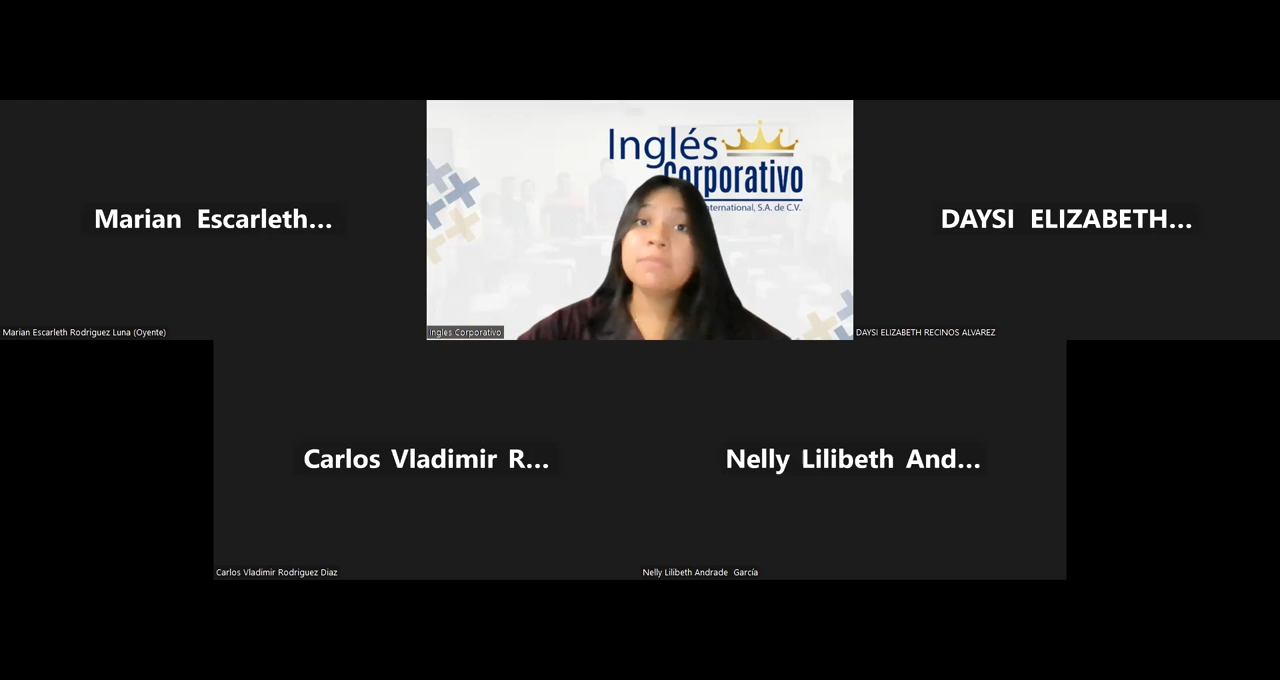 Marian Escarleth...
Marian Escarleth Rodriguez Luna (Oyente)
Inglés
Corporativo
International, S.A. de C.V.
Ingles Corporativo
DAYSI ELIZABETH...
DAYSI ELIZABETH RECINOS ALVAREZ
Carlos Vladimir R...
Carlos Vladimir Rodriguez Diaz
Nelly Lilibeth And...
Nelly Lilibeth Andrade García